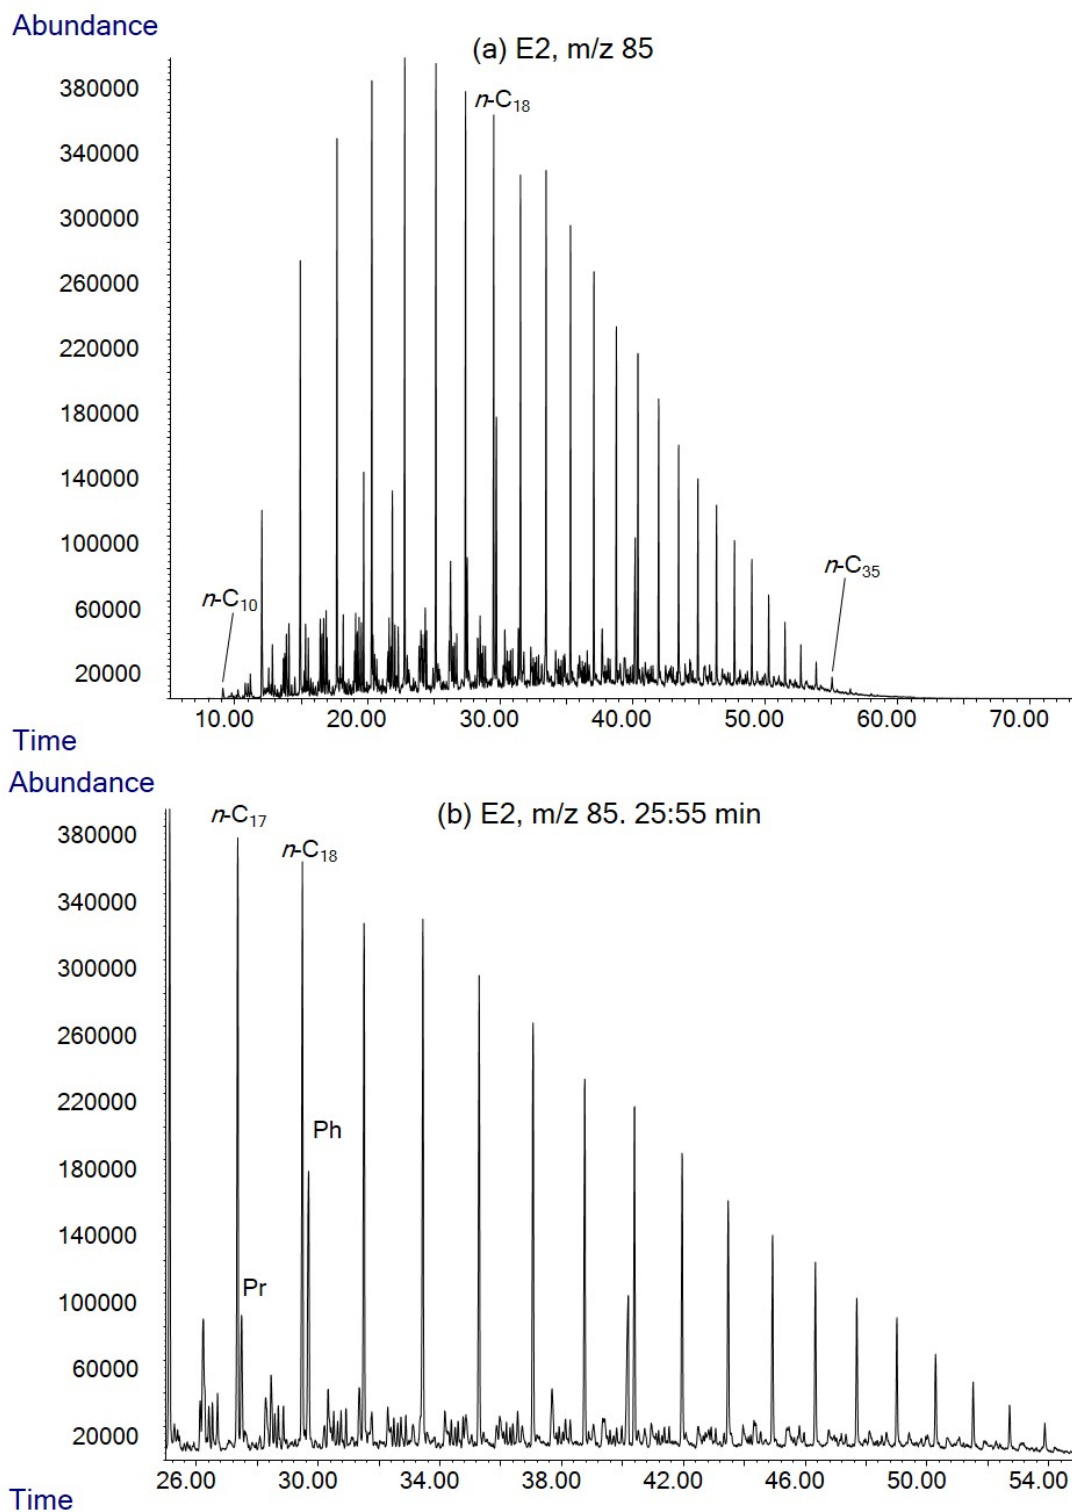 Abundance
(a) E2, m/z 85
380000
n-C18
340000
300000
260000
220000
180000
140000
100000
n-C35
n-C10
60000
20000
10.00 20.00 30.00 40.00 50.00 60.00 70.00
Time
Abundance
n-C17
(b) E2, m/z 85. 25:55 min
380000
n-C18
340000
300000
260000
220000
Ph
180000
140000
Pr
100000
60000
20000
26.00 30.00 34.00 38.00 42.00 46.00 50.00 54.00
Time